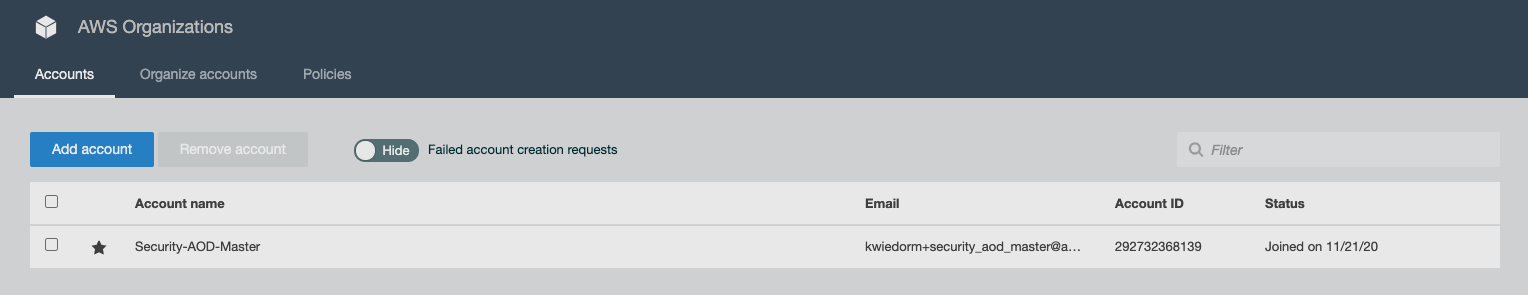 AWS Organizations
Accounts Organize accounts Policies
Add account Remove account Hide Failed account creation requests Filter
Account name Email Account ID Status
Security-AOD-Master kwiedorm+security_aod_master@a... 292732368139 Joined on 11/21/20